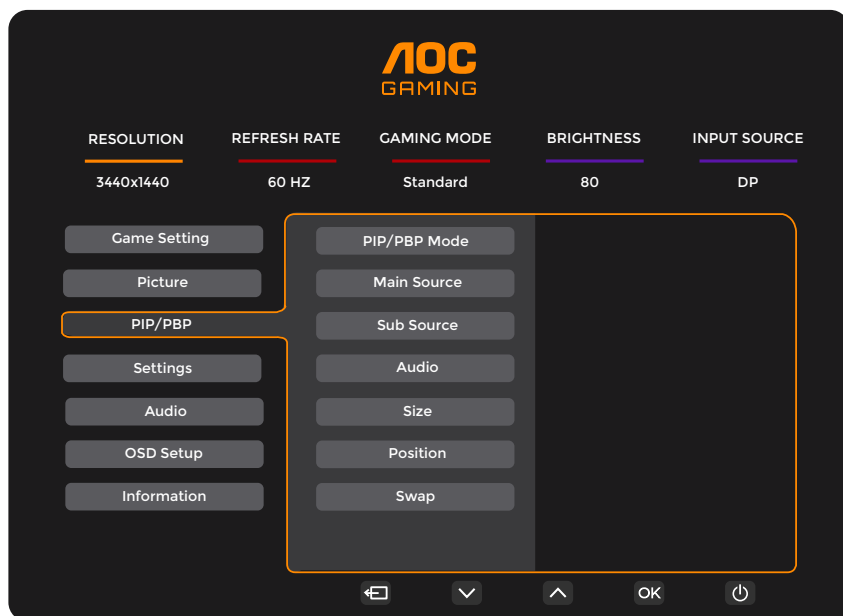 AOC
GAMING
RESOLUTION REFRESH RATE GAMING MODE BRIGHTNESS INPUT SOURCE
3440x1440 60 HZ Standard 80 DP
Game Setting
Picture
PIP/PBP
Settings
Audio
OSD Setup
Information
PIP/PBP Mode
Main Source
Sub Source
Audio
Size
Position
Swap
OK